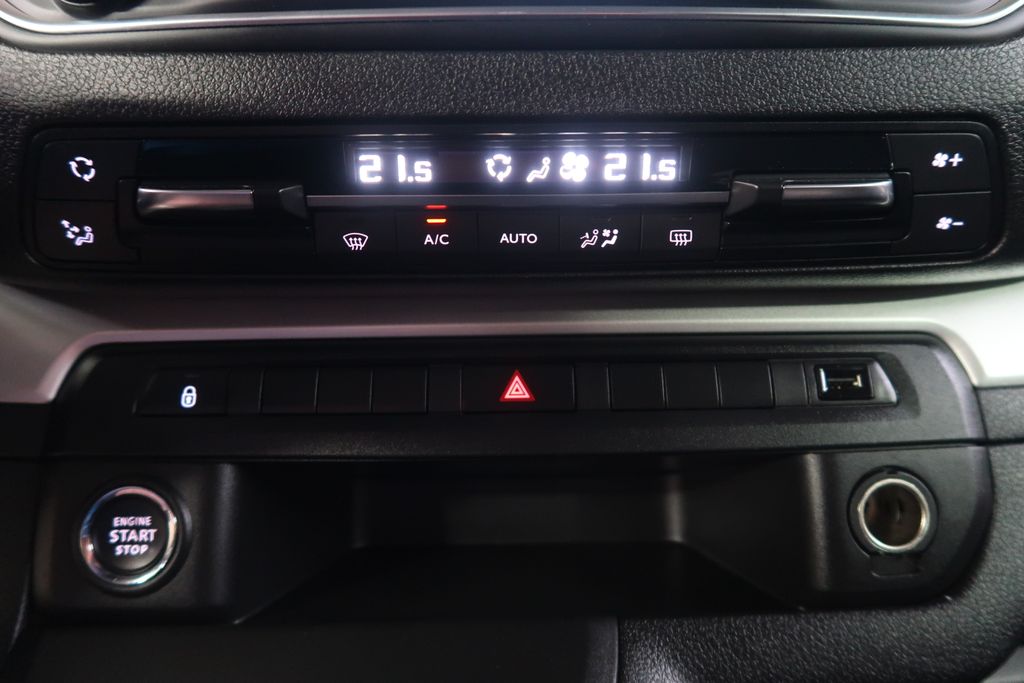 21.5 21.5
A/C AUTO
ENGINE
START
STOP